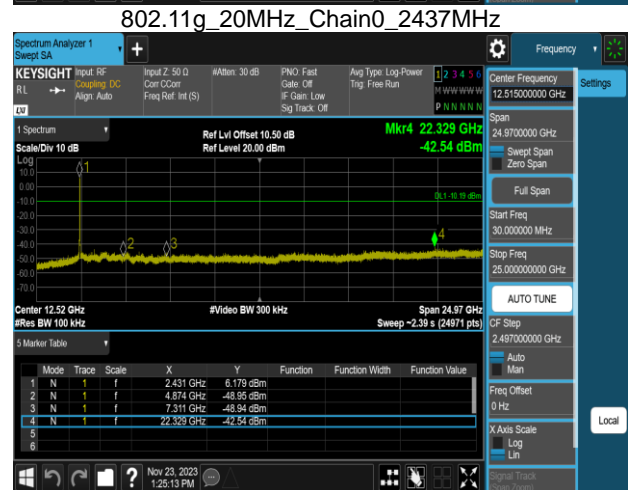 802.11g_20MHz_Chain0_2437MHz
Spectrum Analyzer 1
Swept SA
Frequency
KEYSIGHT
RL
Input: RF
Coupling: DC
Align: Auto
Input Z: 50 Ω
Corr CCorr
Freq Ref: Int (S)
#Atten: 30 dB
PNO: Fast
Gate: Off
IF Gain: Low
Sig Track: Off
Avg Type: Log-Power
Trig: Free Run
1 2 3 4 5 6
M W W W W W
P N N N N N
LXI
1 Spectrum
Scale/Div 10 dB
Ref Lvl Offset 10.50 dB
Ref Level 20.00 dBm
Mkr4 22.329 GHz
-42.54 dBm
Log
10.0
0.00
-10.0
-20.0
-30.0
-40.0
-50.0
-60.0
-70.0
1
2
3
4
DL1 -10.19 dBm
Center 12.52 GHz
#Res BW 100 kHz
#Video BW 300 kHz
Span 24.97 GHz
Sweep ~2.39 s (24971 pts)
5 Marker Table
Mode Trace Scale X Y Function Function Width Function Value
1 N 1 f 2.431 GHz 6.179 dBm
2 N 1 f 4.874 GHz -48.95 dBm
3 N 1 f 7.311 GHz -48.94 dBm
4 N 1 f 22.329 GHz -42.54 dBm
5
6
Nov 23, 2023
1:25:13 PM
Center Frequency
12.515000000 GHz
Settings
Span
24.9700000 GHz
Swept Span
Zero Span
Full Span
Start Freq
30.000000 MHz
Stop Freq
25.000000000 GHz
AUTO TUNE
CF Step
2.497000000 GHz
Auto
Man
Freq Offset
0 Hz
X Axis Scale
Log
Lin
Local
Signal Track
(Span Zoom)